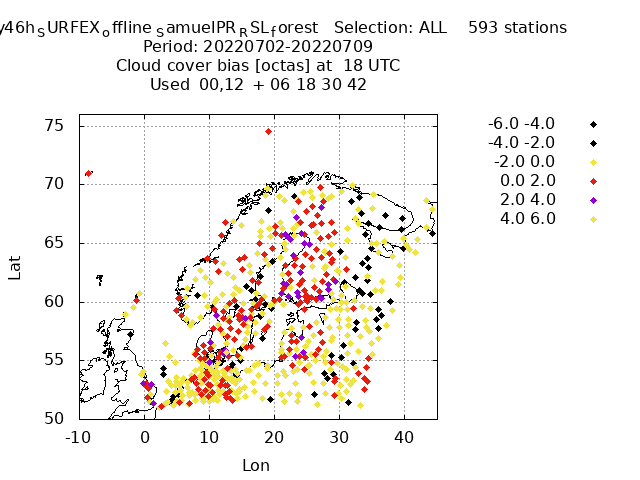 y46h_SURFEX_offline_SamuelPR_RSL_forest Selection: ALL 593 stations
Period: 20220702-20220709
Cloud cover bias [octas] at 18 UTC
Used 00,12 + 06 18 30 42
-6.0 -4.0
-4.0 -2.0
-2.0 0.0
0.0 2.0
2.0 4.0
4.0 6.0
75
70
65
60
55
50
Lat
-10 0 10 20 30 40
Lon